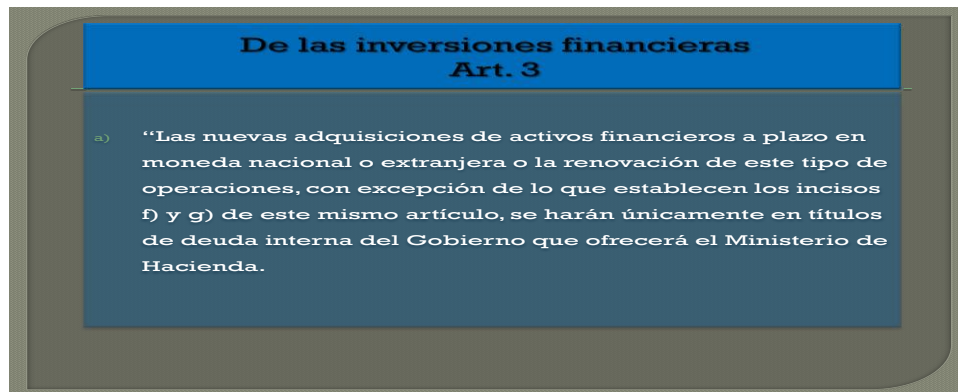 De las inversiones financieras
Art. 3
a) “Las nuevas adquisiciones de activos financieros a plazo en
moneda nacional o extranjera o la renovación de este tipo de
operaciones, con excepción de lo que establecen los incisos
f) y g) de este mismo artículo, se harán únicamente en títulos
de deuda interna del Gobierno que ofrecerá el Ministerio de
Hacienda.